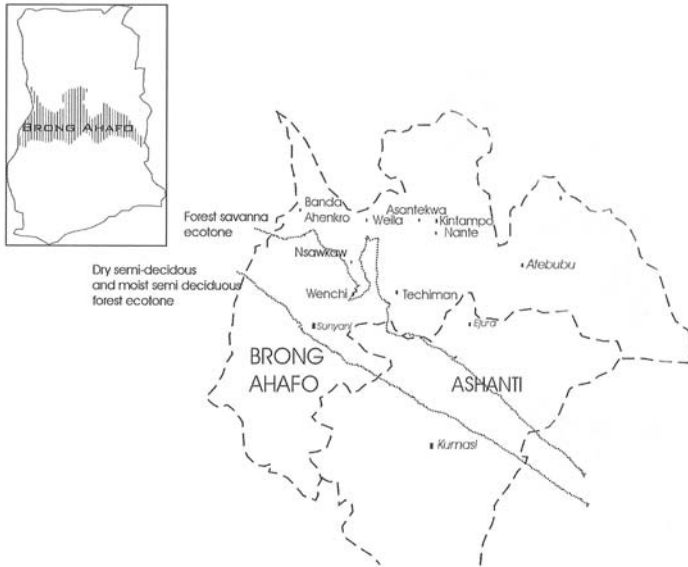 BRONG AHAFO
Banda
Ahenkro
Weila
Asantekwa
Kintampo
Nante
Forest savanna
ecotone
Nsawkaw
Atebubu
Dry semi-decidous
and moist semi deciduous
forest ecotone
Wenchi
Techiman
Sunyani
Ejura
BRONG
AHAFO
ASHANTI
Kumasi